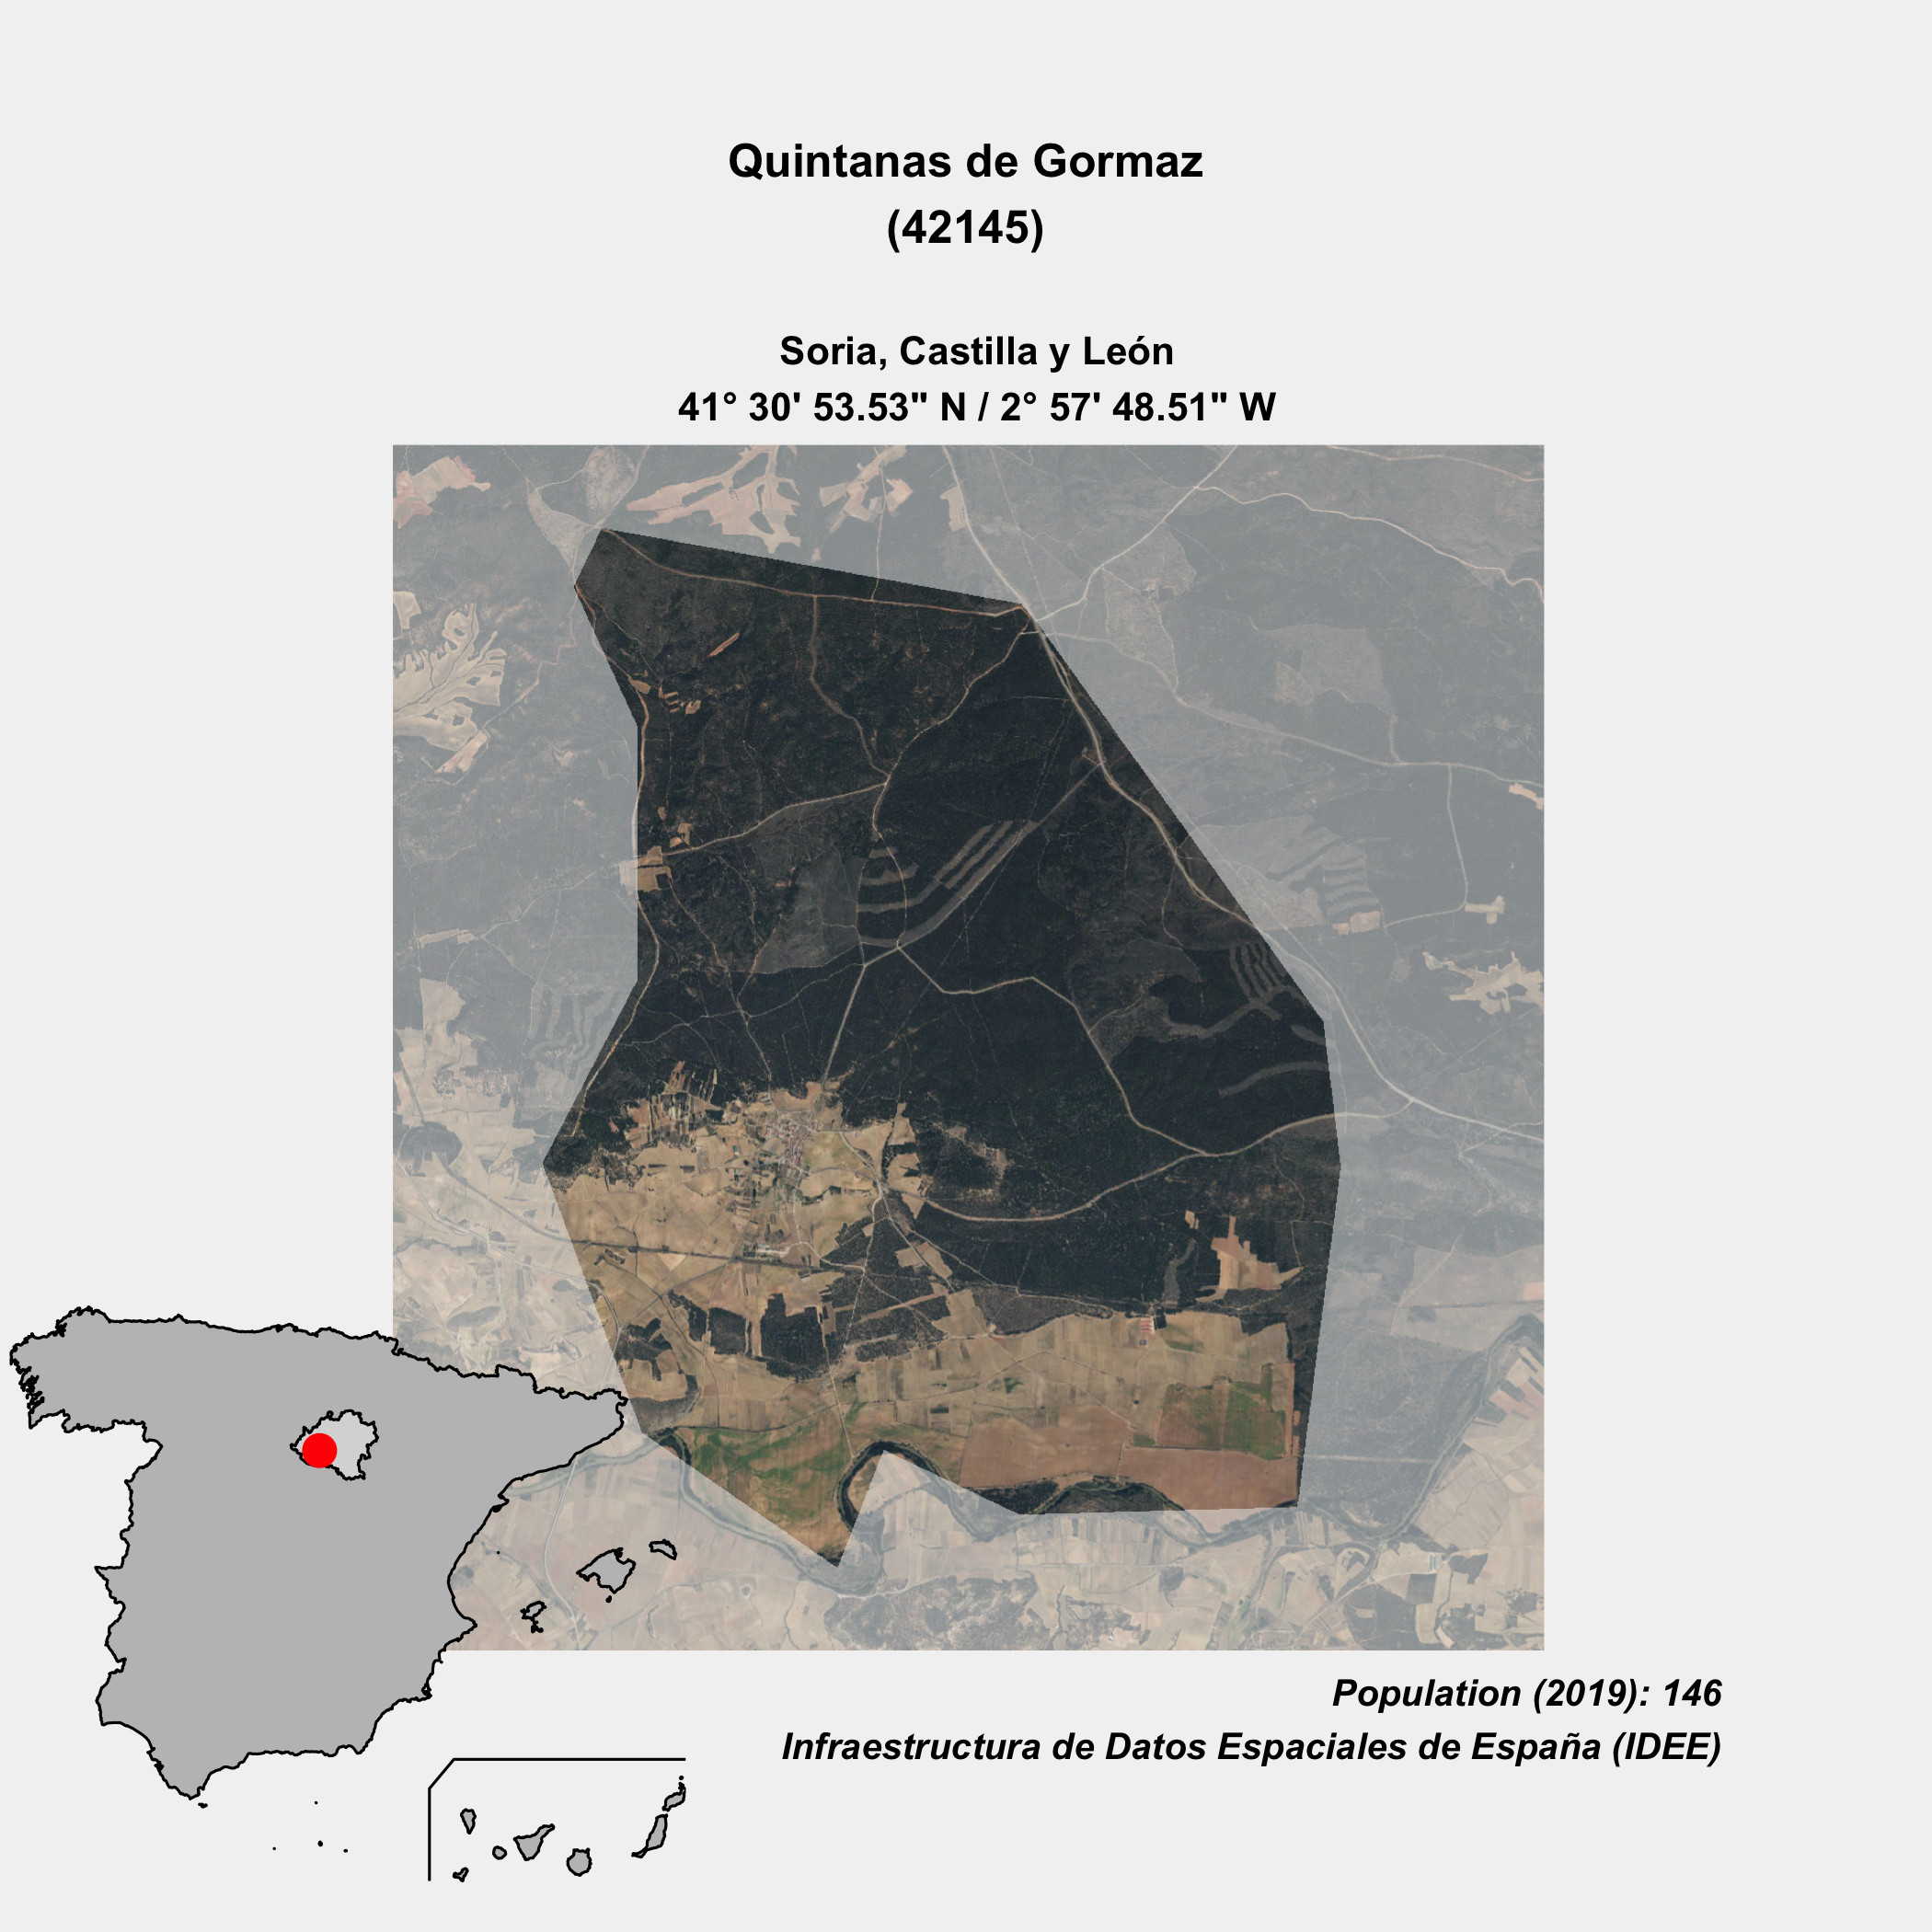 Quintanas de Gormaz
(42145)
Soria, Castilla y León
41° 30' 53.53" N / 2° 57' 48.51" W
Population (2019): 146
Infraestructura de Datos Espaciales de España (IDEE)